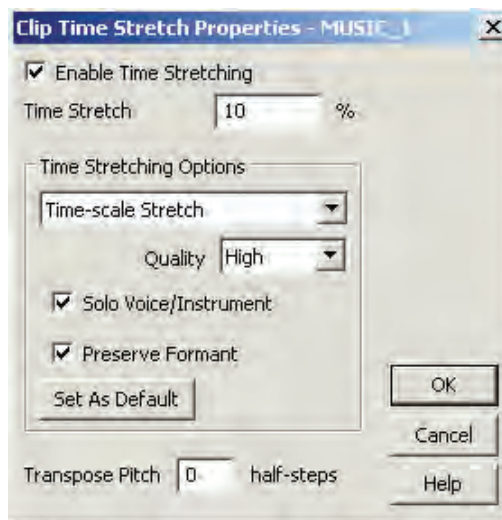 Clip Time Stretch Properties - MUSIC_1
Enable Time Stretching
Time Stretch 10 %
Time Stretching Options
Time-scale Stretch
Quality High
Solo Voice/Instrument
Preserve Formant
Set As Default
OK
Cancel
Transpose Pitch 0 half-steps
Help